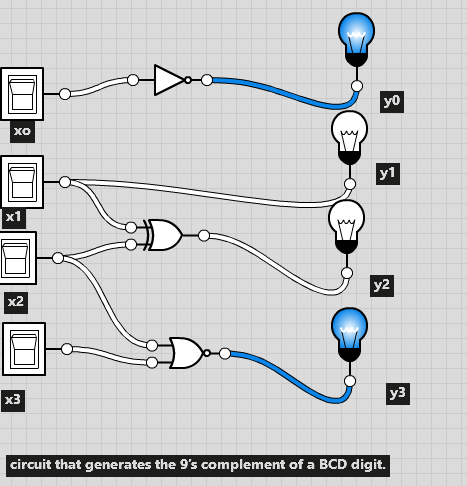 y0
xo
y1
x1
y2
x2
y3
x3
circuit that generates the 9's complement of a BCD digit.